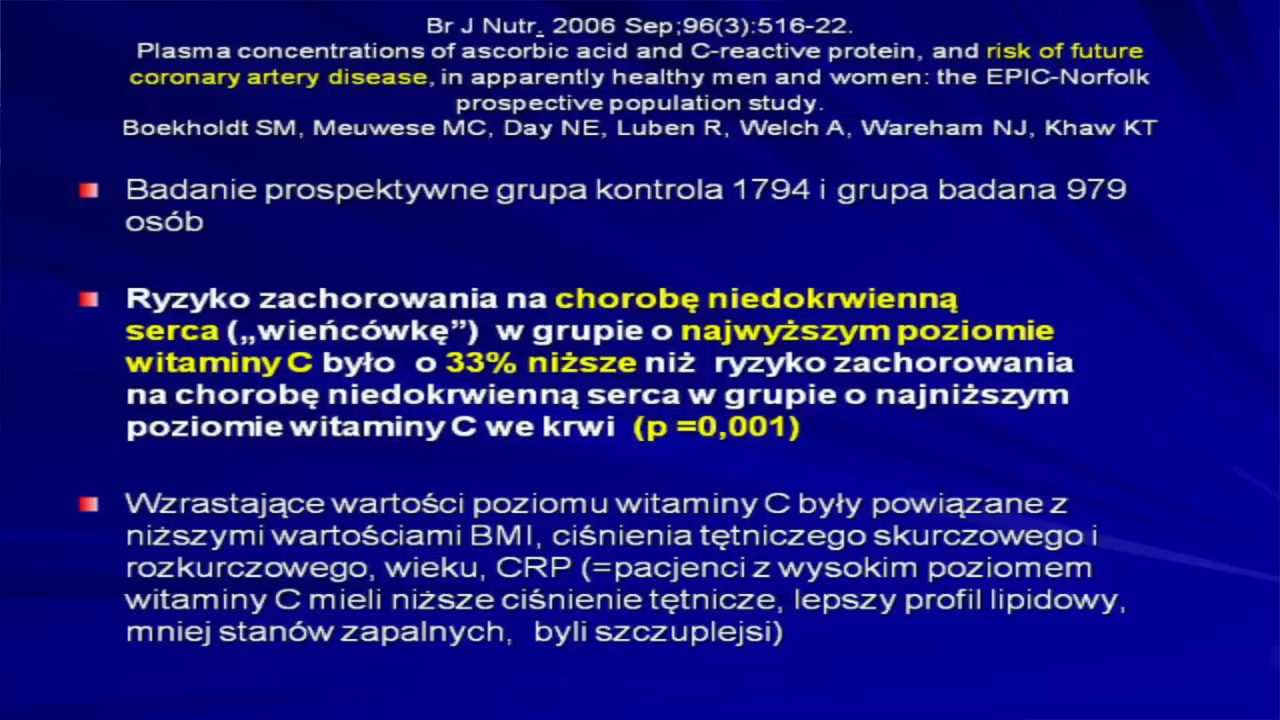 Br J Nutr. 2006 Sep;96(3):516-22.
Plasma concentrations of ascorbic acid and C-reactive protein, and risk of future
coronary artery disease, in apparently healthy men and women: the EPIC-Norfolk
prospective population study.
Boekholdt SM, Meuwese MC, Day NE, Luben R, Welch A, Wareham NJ, Khaw KT
Badanie prospektywne grupa kontrola 1794 i grupa badana 979
osób
Ryzyko zachorowania na chorobę niedokrwienną
serca („wieńcówkę”) w grupie o najwyższym poziomie
witaminy C było o 33% niższe niż ryzyko zachorowania
na chorobę niedokrwienną serca w grupie o najniższym
poziomie witaminy C we krwi (p =0,001)
Wzrastające wartości poziomu witaminy C były powiązane z
niższymi wartościami BMI, ciśnienia tętniczego skurczowego i
rozkurczowego, wieku, CRP (=pacjenci z wysokim poziomem
witaminy C mieli niższe ciśnienie tętnicze, lepszy profil lipidowy,
mniej stanów zapalnych, byli szczuplejsi)